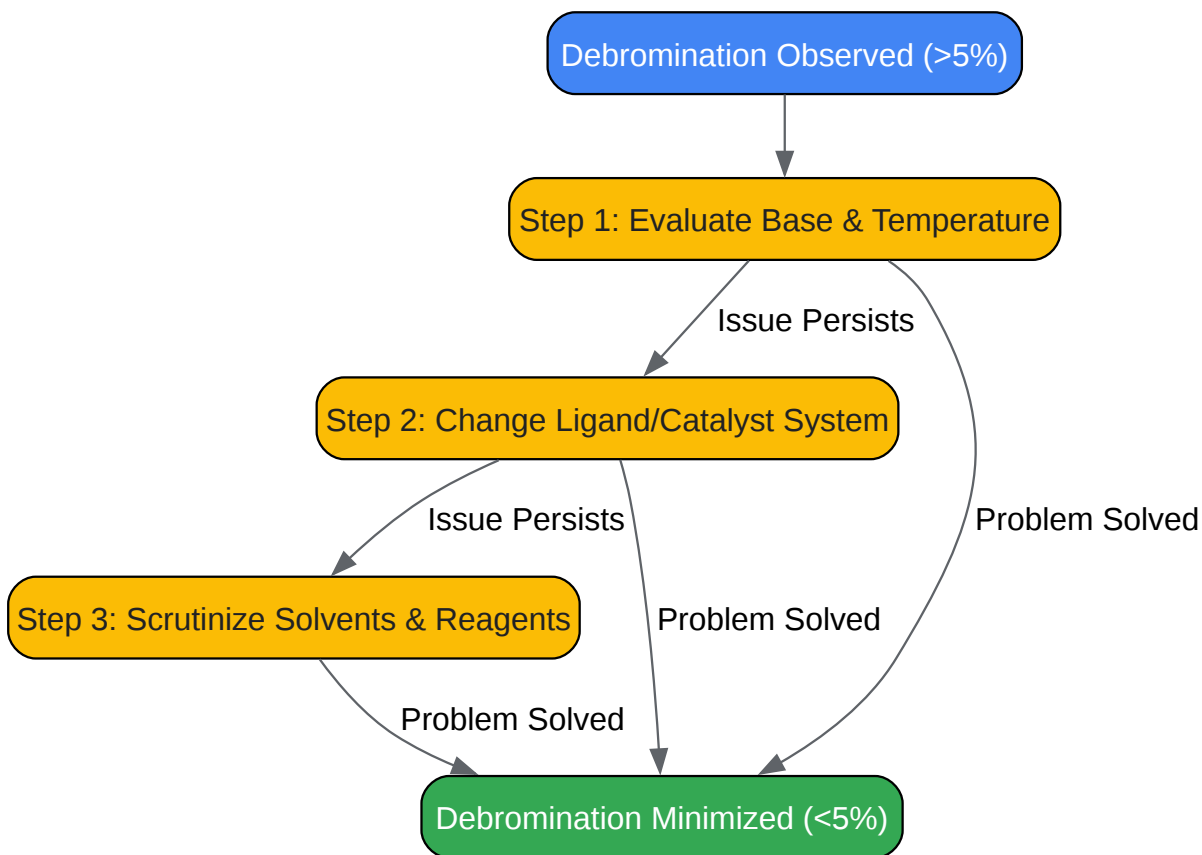 Debromination Observed (>5%)
Step 1: Evaluate Base & Temperature
Issue Persists
Step 2: Change Ligand/Catalyst System
Issue Persists
Problem Solved
Step 3: Scrutinize Solvents & Reagents
Problem Solved
Problem Solved
Debromination Minimized (<5%)